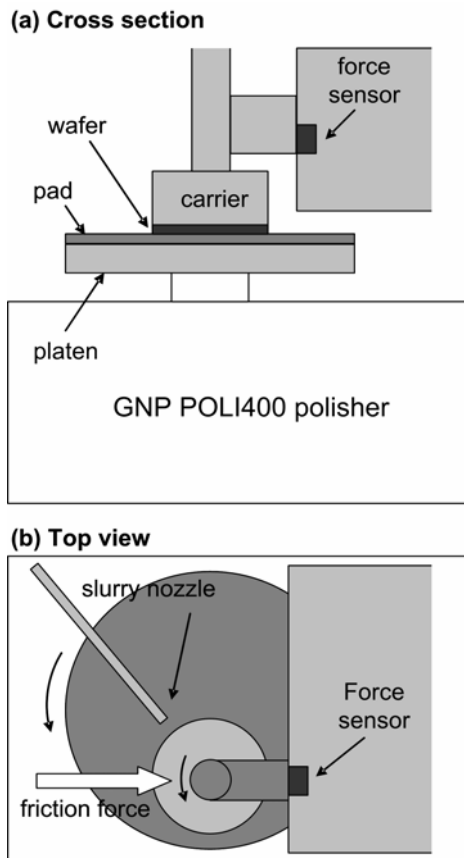 (a) Cross section
force
sensor
wafer
pad
carrier
platen
GNP POLI400 polisher
(b) Top view
slurry nozzle
Force
sensor
friction force